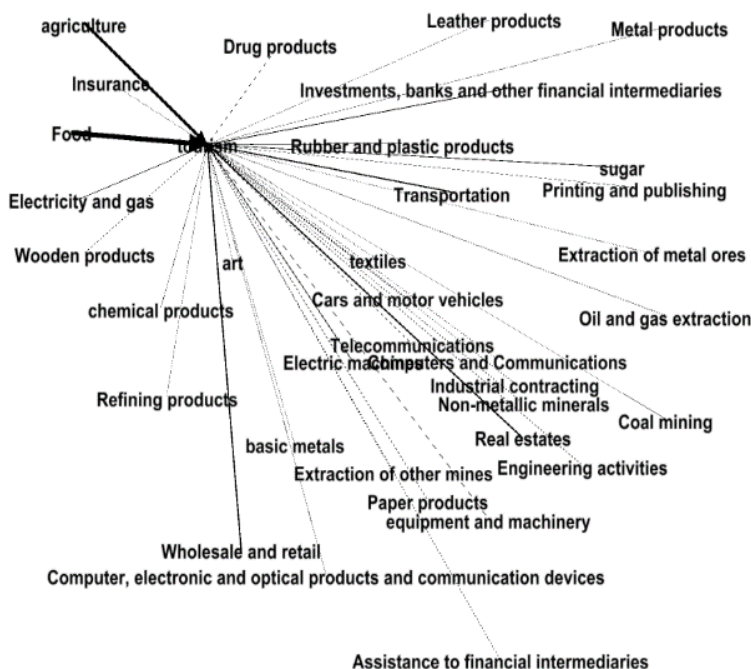 agriculture
Leather products
Metal products
Drug products
Insurance
Investments, banks and other financial intermediaries
Food
tourism
Rubber and plastic products
sugar
Printing and publishing
Transportation
Electricity and gas
Wooden products
art
textiles
Extraction of metal ores
Cars and motor vehicles
chemical products
Oil and gas extraction
Telecommunications
Electric machines
Computers and Communications
Industrial contracting
Refining products
Non-metallic minerals
Coal mining
Real estates
basic metals
Engineering activities
Extraction of other mines
Paper products
equipment and machinery
Wholesale and retail
Computer, electronic and optical products and communication devices
Assistance to financial intermediaries